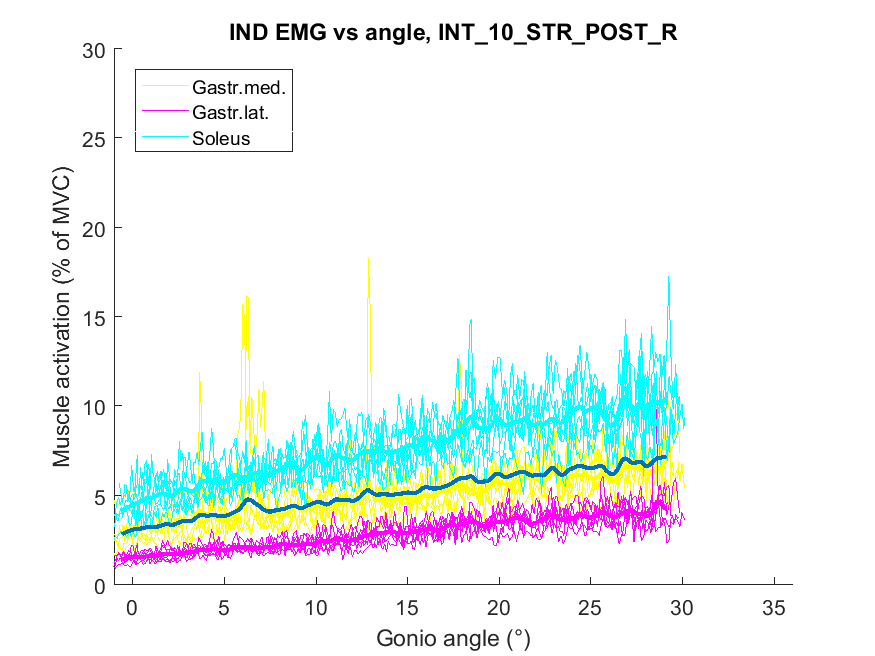 IND EMG vs angle, INT_10_STR_POST_R
30
25
20
15
10
5
0
Gastr.med.
Gastr.lat.
Soleus
Muscle activation (% of MVC)
0 5 10 15 20 25 30 35
Gonio angle (°)